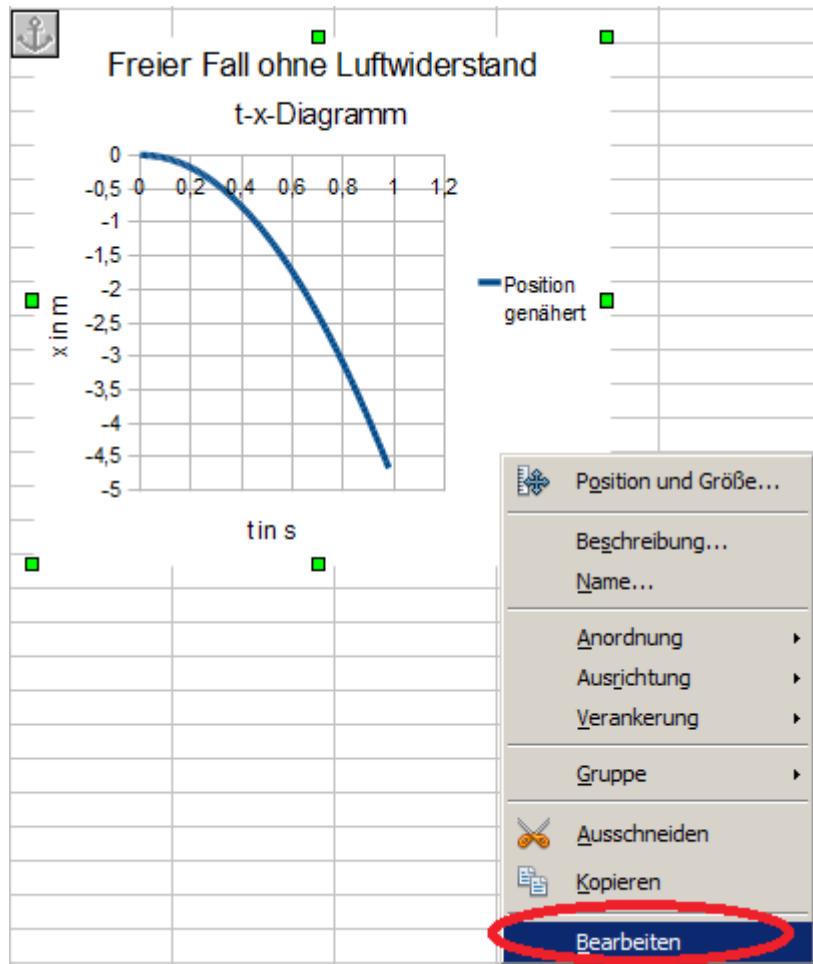 Freier Fall ohne Luftwiderstand
t-x-Diagramm
0
-0,5
0 0,2 0,4 0,6 0,8 1 1,2
-1
-1,5
-2
-2,5
-3
-3,5
-4
-4,5
-5
x in m
t in s
Position
genähert
Position und Größe...
Beschreibung...
Name...
Anordnung
Ausrichtung
Verankerung
Gruppe
Ausschneiden
Kopieren
Bearbeiten